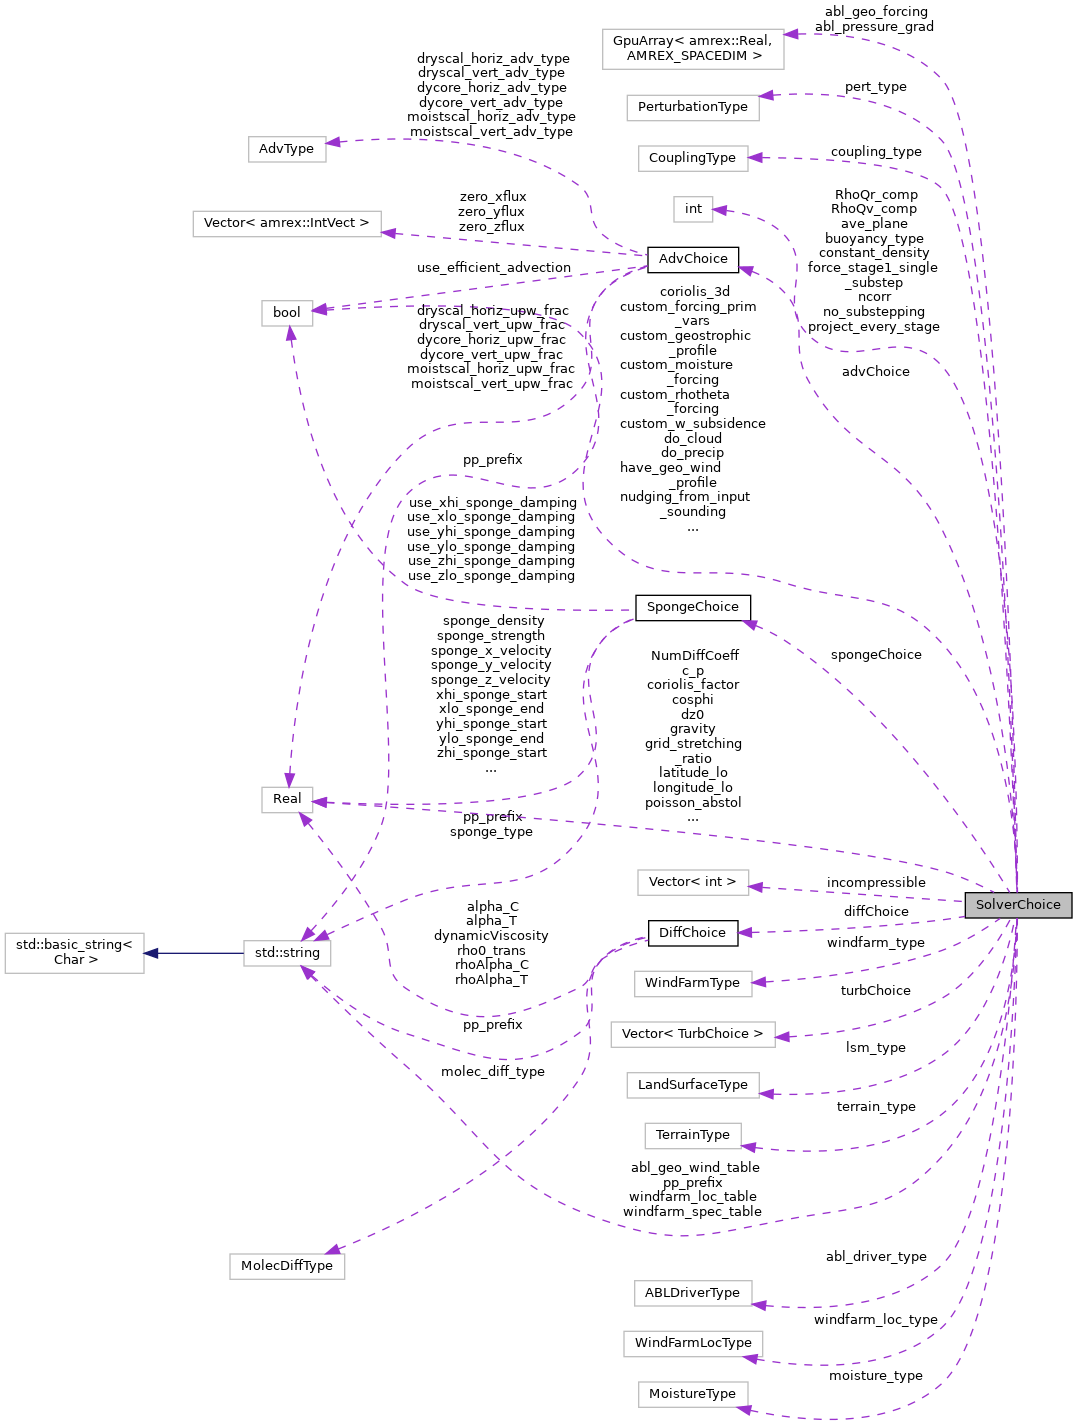 abl_geo_forcing
abl_pressure_grad
GpuArray< amrex::Real,
AMREX_SPACEDIM >
dryscal_horiz_adv_type
dryscal_vert_adv_type
dycore_horiz_adv_type
dycore_vert_adv_type
moistscal_horiz_adv_type
moistscal_vert_adv_type
pert_type
PerturbationType
AdvType
coupling_type
CouplingType
zero_xflux
zero_yflux
zero_zflux
Vector< amrex::IntVect >
int
RhoQr_comp
RhoQv_comp
ave_plane
buoyancy_type
constant_density
force_stage1_single
_substep
ncorr
no_substepping
project_every_stage
AdvChoice
use_efficient_advection
bool
dryscal_horiz_upw_frac
dryscal_vert_upw_frac
dycore_horiz_upw_frac
dycore_vert_upw_frac
moistscal_horiz_upw_frac
moistscal_vert_upw_frac
coriolis_3d
custom_forcing_prim
_vars
custom_geostrophic
_profile
custom_moisture
_forcing
custom_rhotheta
_forcing
custom_w_subsidence
do_cloud
do_precip
have_geo_wind
_profile
nudging_from_input
_sounding
...
advChoice
pp_prefix
use_xhi_sponge_damping
use_xlo_sponge_damping
use_yhi_sponge_damping
use_ylo_sponge_damping
use_zhi_sponge_damping
use_zlo_sponge_damping
SpongeChoice
sponge_density
sponge_strength
sponge_x_velocity
sponge_y_velocity
sponge_z_velocity
xhi_sponge_start
xlo_sponge_end
yhi_sponge_start
ylo_sponge_end
zhi_sponge_start
...
spongeChoice
NumDiffCoeff
c_p
coriolis_factor
cosphi
dz0
gravity
grid_stretching
_ratio
latitude_lo
longitude_lo
poisson_abstol
...
Real
pp_prefix
sponge_type
Vector< int >
incompressible
SolverChoice
diffChoice
DiffChoice
alpha_C
alpha_T
dynamicViscosity
rho0_trans
rhoAlpha_C
rhoAlpha_T
std::basic_string<
Char >
std::string
windfarm_type
WindFarmType
turbChoice
Vector< TurbChoice >
pp_prefix
lsm_type
LandSurfaceType
molec_diff_type
terrain_type
TerrainType
abl_geo_wind_table
pp_prefix
windfarm_loc_table
windfarm_spec_table
MolecDiffType
abl_driver_type
ABLDriverType
windfarm_loc_type
WindFarmLocType
moisture_type
MoistureType